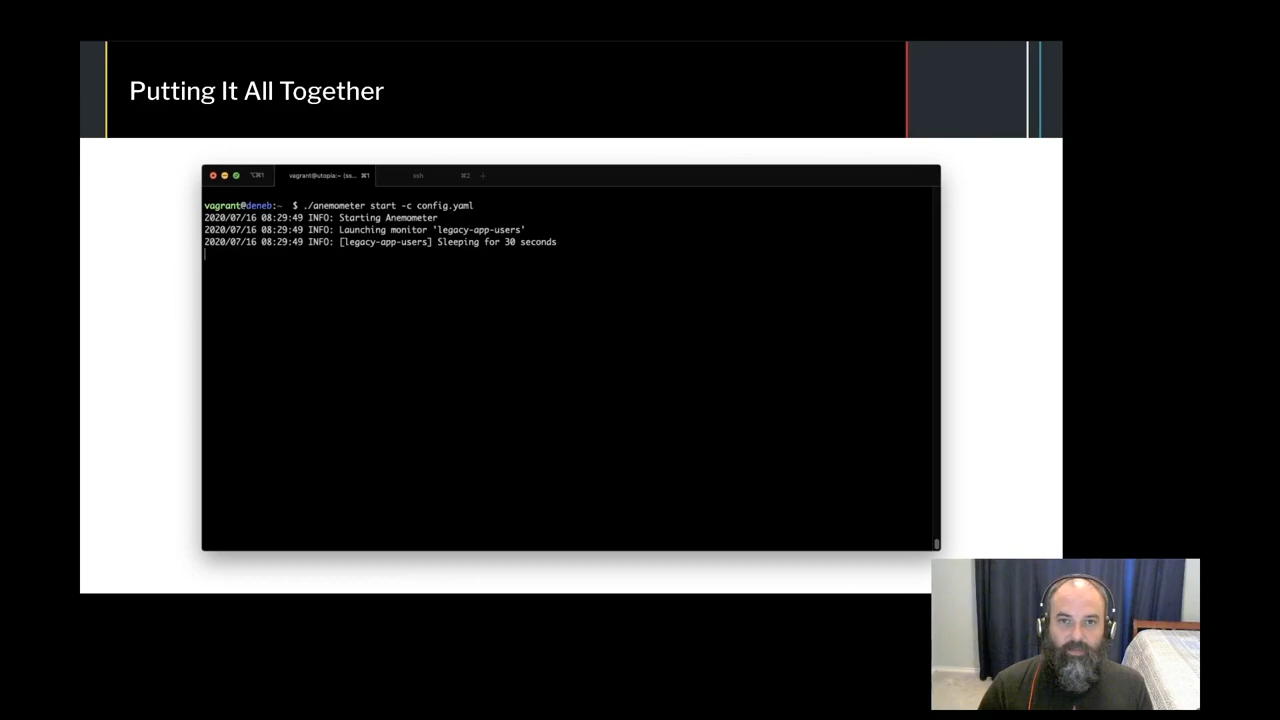 Putting It All Together
⌥⌘1 vagrant@utopia:~ (ss... ⌘1 ssh ⌘2 +
vagrant@deneb:~ $ ./anemometer start -c config.yaml
2020/07/16 08:29:49 INFO: Starting Anemometer
2020/07/16 08:29:49 INFO: Launching monitor 'legacy-app-users'
2020/07/16 08:29:49 INFO: [legacy-app-users] Sleeping for 30 seconds